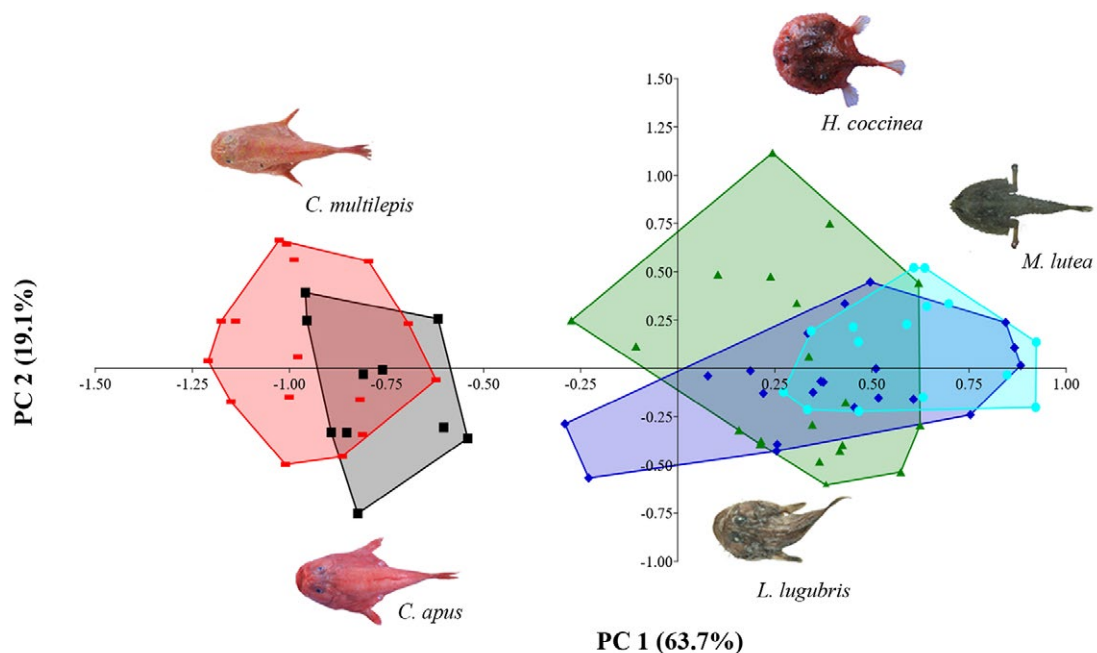 H. coccinea
C. multilepis
M. lutea
PC 2 (19.1%)
1.50
1.25
1.00
0.75
0.50
0.25
-1.50
-1.25
-1.00
-0.75
-0.50
-0.25
0.25
0.50
0.75
1.00
-0.25
-0.50
-0.75
-1.00
L. lugubris
C. apus
PC 1 (63.7%)